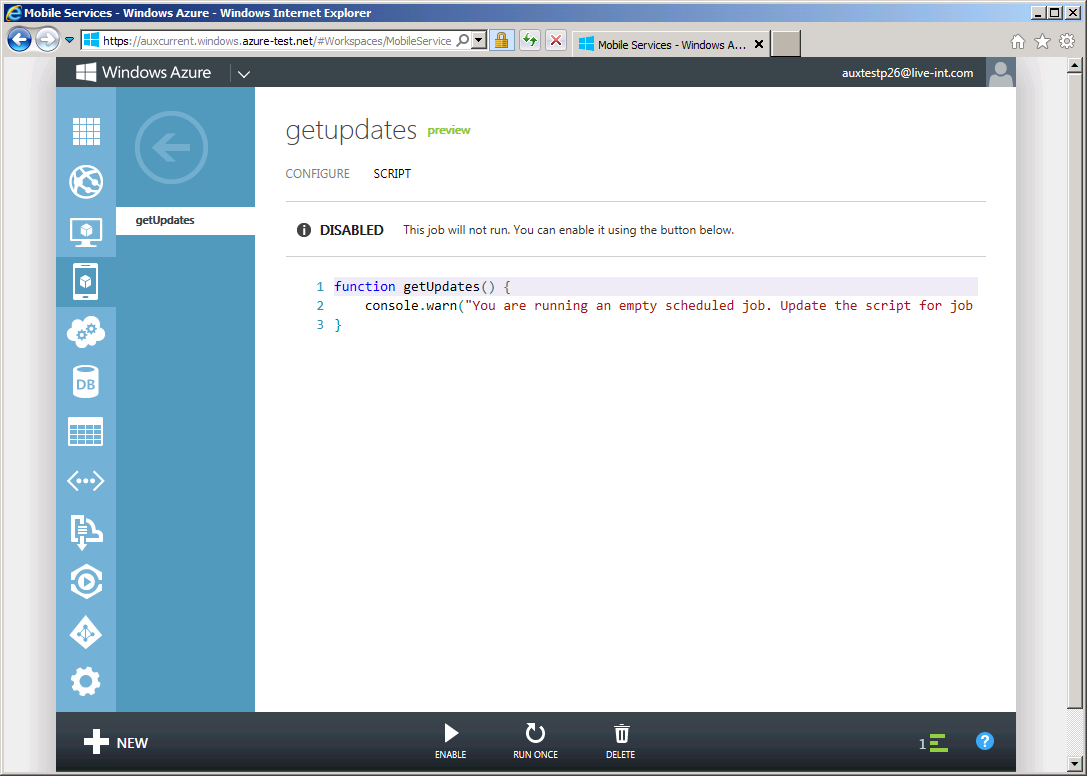 Mobile Services - Windows Azure - Windows Internet Explorer
https://auxcurrent.windows.azure-test.net/#Workspaces/MobileService
Mobile Services - Windows A...
Windows Azure
auxtestp26@live-int.com
getupdates preview
CONFIGURE SCRIPT
getUpdates
DISABLED This job will not run. You can enable it using the button below.
1 function getUpdates() {
2 console.warn("You are running an empty scheduled job. Update the script for job
3 }
DB
NEW
ENABLE
RUN ONCE
DELETE
1
?